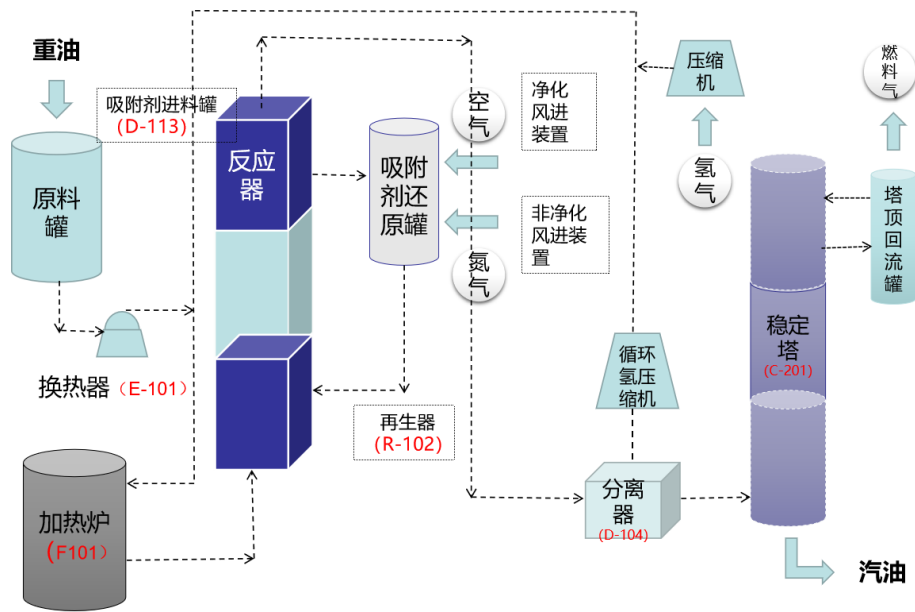 重油
原料
罐
换热器（E-101）
加热炉
（F101）
吸附剂进料罐
(D-113)
反应
器
吸附
剂还
原罐
再生器
(R-102)
空
气
氮
气
净化
风进
装置
非净化
风进装
置
压缩
机
氢
气
循环
氢压
缩机
分离
器
(D-104)
稳定
塔
(C-201)
燃
料
气
塔
顶
回
流
罐
汽油